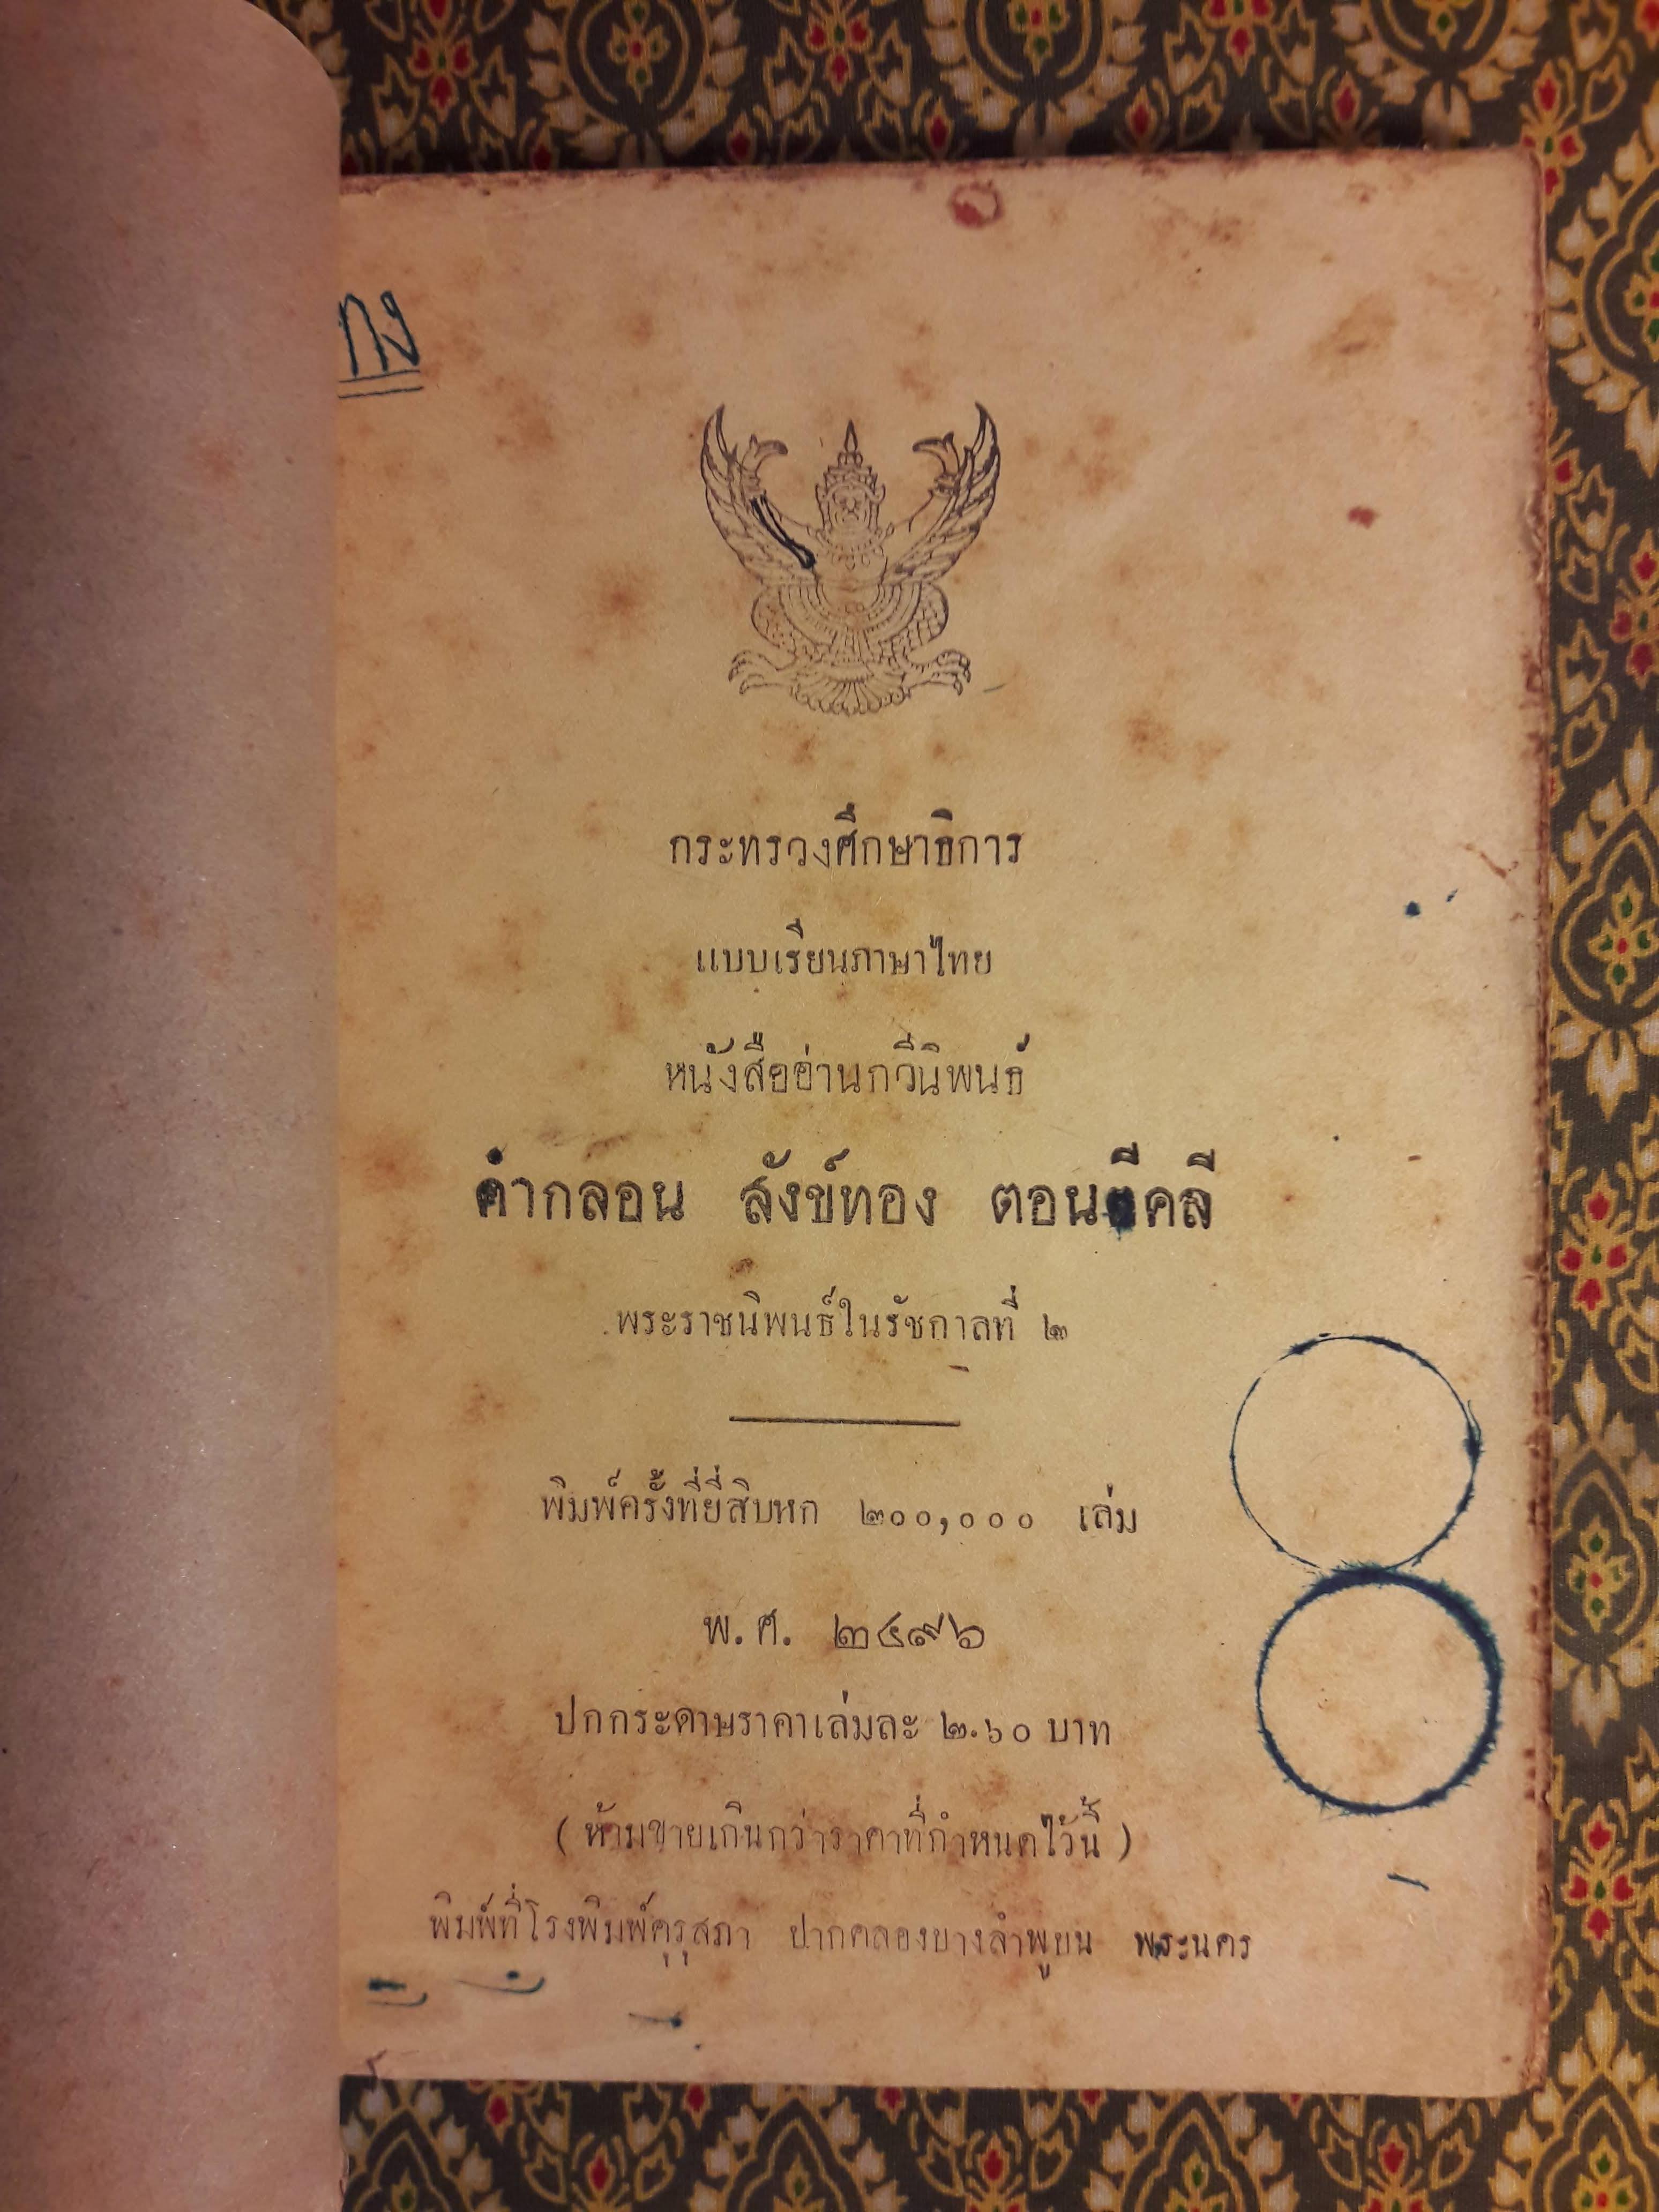 กระทรวงศึกษาธิการ
แบบเรียนภาษาไทย
หนังสืออ่านกวีนิพนธ์
คำกลอน สังข์ทอง ตอนตีคลี
พระราชนิพนธ์ในรัชกาลที่ ๒
พิมพ์ครั้งที่ยี่สิบหก ๒๐๐,๐๐๐ เล่ม
พ.ศ. ๒๔๙๖
ปกกระดาษราคาเล่มละ ๒.๖๐ บาท
(ห้ามขายเกินกว่าราคาที่กำหนดไว้นี้)
พิมพ์ที่โรงพิมพ์คุรุสภา ปากคลองบางลำพูบน พระนคร